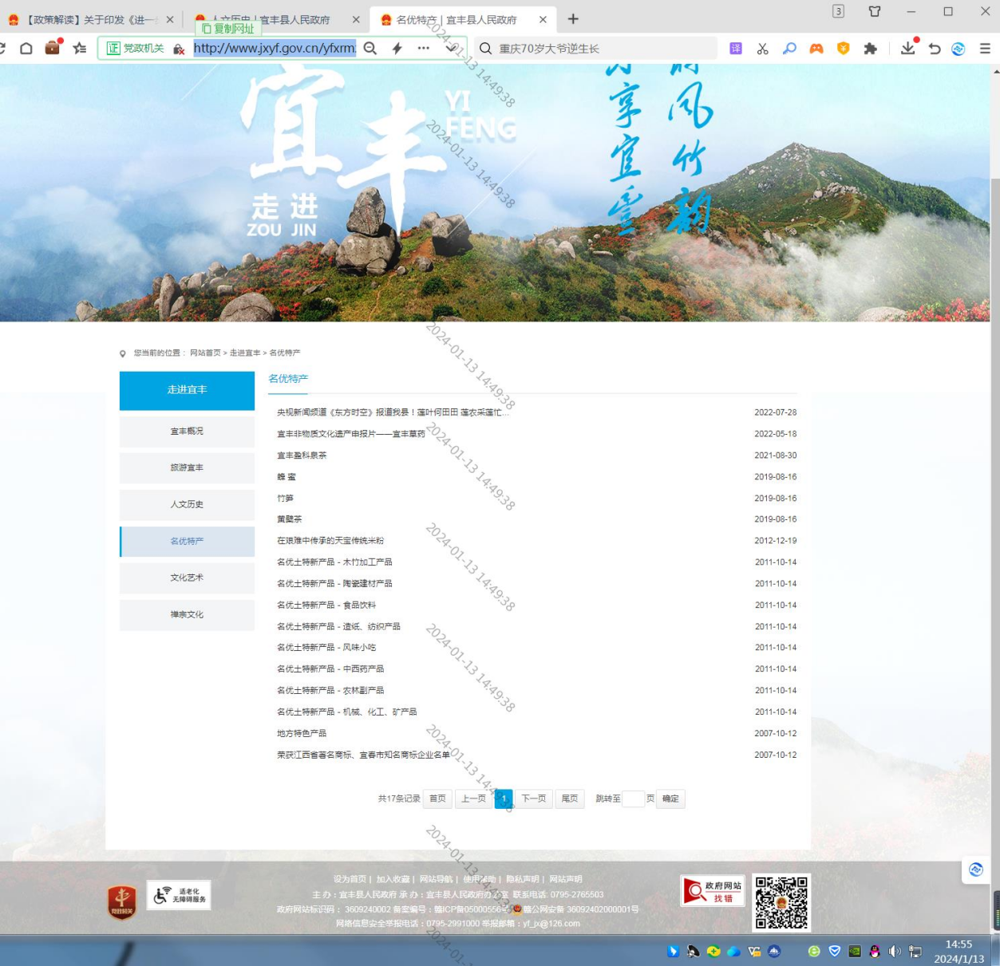 【政策解读】关于印发《进一
人文历史 | 宜丰县人民政府
名优特产 | 宜丰县人民政府
3
复制网址
证 党政机关
http://www.jxyf.gov.cn/yfxrm
重庆70岁大爷逆生长
译
宜丰
YI
FENG
走进
ZOU JIN
享宜丰
风竹韵
您当前的位置： 网站首页 > 走进宜丰 > 名优特产
走进宜丰
宜丰概况
旅游宜丰
人文历史
名优特产
文化艺术
禅宗文化
名优特产
央视新闻频道《东方时空》报道我县！莲叶何田田 莲农采莲忙... 2022-07-28
宜丰非物质文化遗产申报片——宜丰草药 2022-05-18
宜丰盈科泉茶 2021-08-30
蜂 蜜 2019-08-16
竹笋 2019-08-16
黄檗茶 2019-08-16
在艰难中传承的天宝传统米粉 2012-12-19
名优土特新产品 - 木竹加工产品 2011-10-14
名优土特新产品 - 陶瓷建材产品 2011-10-14
名优土特新产品 - 食品饮料 2011-10-14
名优土特新产品 - 造纸、纺织产品 2011-10-14
名优土特新产品 - 风味小吃 2011-10-14
名优土特新产品 - 中西药产品 2011-10-14
名优土特新产品 - 农林副产品 2011-10-14
名优土特新产品 - 机械、化工、矿产品 2011-10-14
地方特色产品 2007-10-12
荣获江西省著名商标、宜春市知名商标企业名单 2007-10-12
共17条记录 首页 上一页 1 下一页 尾页 跳转至 页 确定
党政机关
适老化
无障碍服务
设为首页 | 加入收藏 | 网站导航 | 使用帮助 | 隐私声明 | 网站声明
主 办：宜丰县人民政府 承 办：宜丰县人民政府办公室 联系电话: 0795-2765503
政府网站标识码： 3609240002 备案编号：赣ICP备05000556号 赣公网安备 36092402000001号
网络信息安全举报电话：0795-2991000 举报邮箱：yf_jx@126.com
政府网站
找错
14:55
2024/1/13
2024-01-13 14:49:38
2024-01-13 14:49:38
2024-01-13 14:49:38
2024-01-13 14:49:38
2024-01-13 14:49:38
2024-01-13 14:49:38
2024-01-13 14:49:38
2024-01-13 14:49:38
2024-01